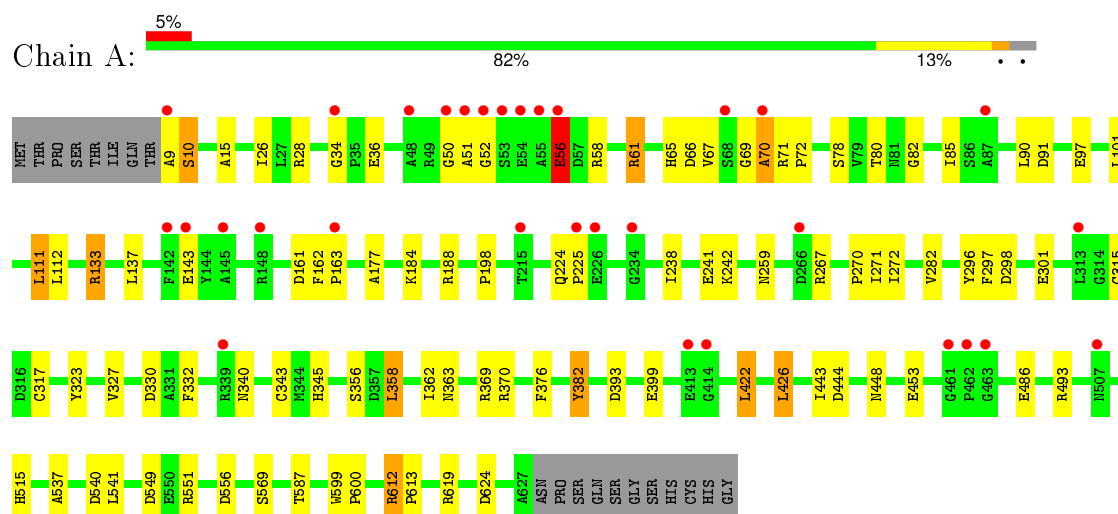 5%
Chain A:
82% 13% • •
MET THR PRO SER THR ILE GLN THR A9 S10 A15 I26 L27 R28 G34 P35 E36 A48 R49 G50 A51 G52 S53 E54 A55 E56 D57 R58 R61 H65 D66 V67 S68 G69 A70 R71 P72 S78 V79 T80 N81 G82 I85 S86 A87 L90 D91 E97 L101
L111 L112 R133 L137 F142 E143 Y144 A145 R148 D161 F162 P163 A177 K184 R188 P198 T215 Q224 P225 E226 G234 I238 E241 K242 N259 D266 R267 P270 I271 I272 V282 Y296 F297 D298 E301 L313 G314 G315
D316 C317 Y323 V327 D330 A331 F332 R339 N340 C343 M344 H345 S356 D357 L358 I362 N363 R369 R370 F376 Y382 D393 E399 E413 G414 L422 L426 I443 D444 N448 E453 G461 P462 G463 E486 R493 N507
H515 A537 D540 L541 D549 E550 R551 D556 S569 T587 W599 P600 R612 P613 R619 D624 A627 ASN PRO SER GLN SER GLY SER HIS CYS HIS GLY